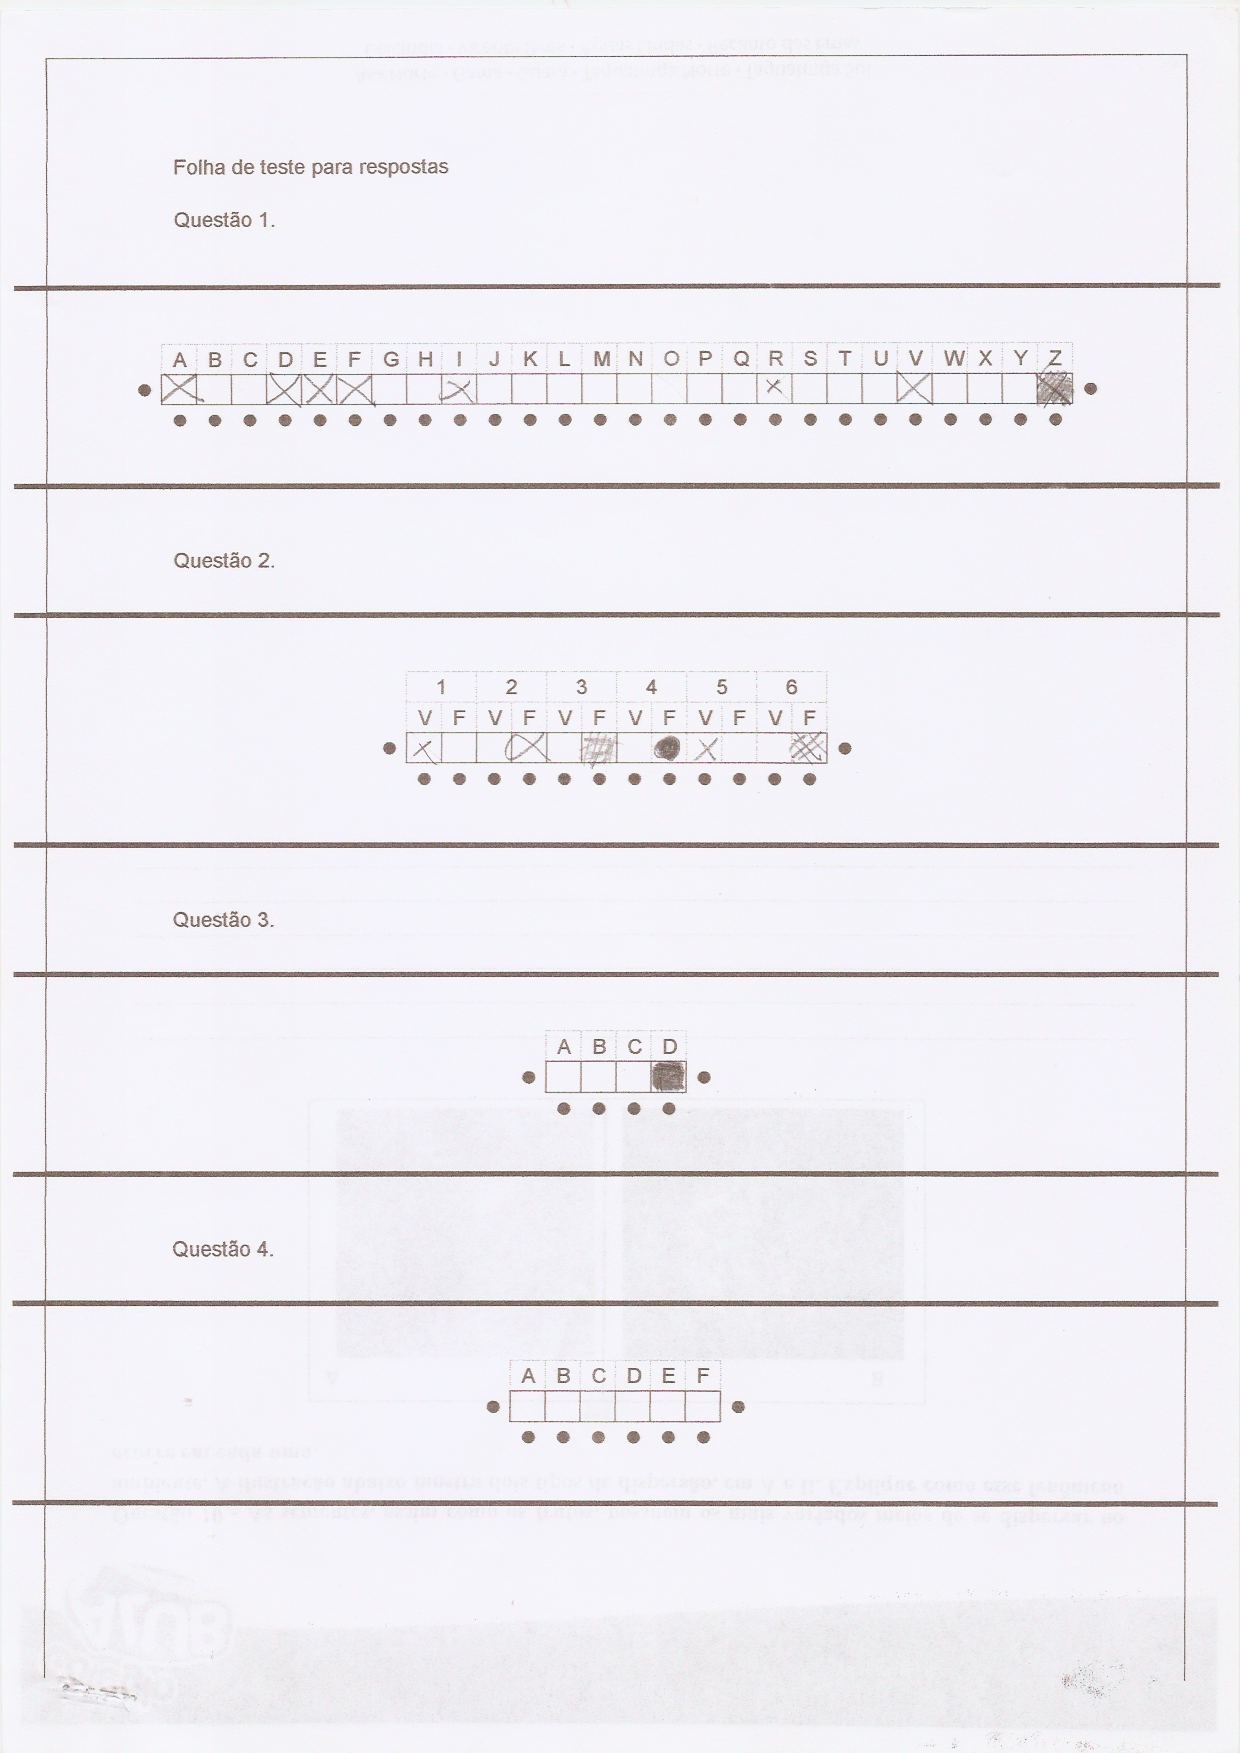 Folha de teste para respostas
Questão 1.
A B C D E F G H I J K L M N O P Q R S T U V W X Y Z
Questão 2.
1 2 3 4 5 6
V F V F V F V F V F V F
Questão 3.
A B C D
Questão 4.
A B C D E F